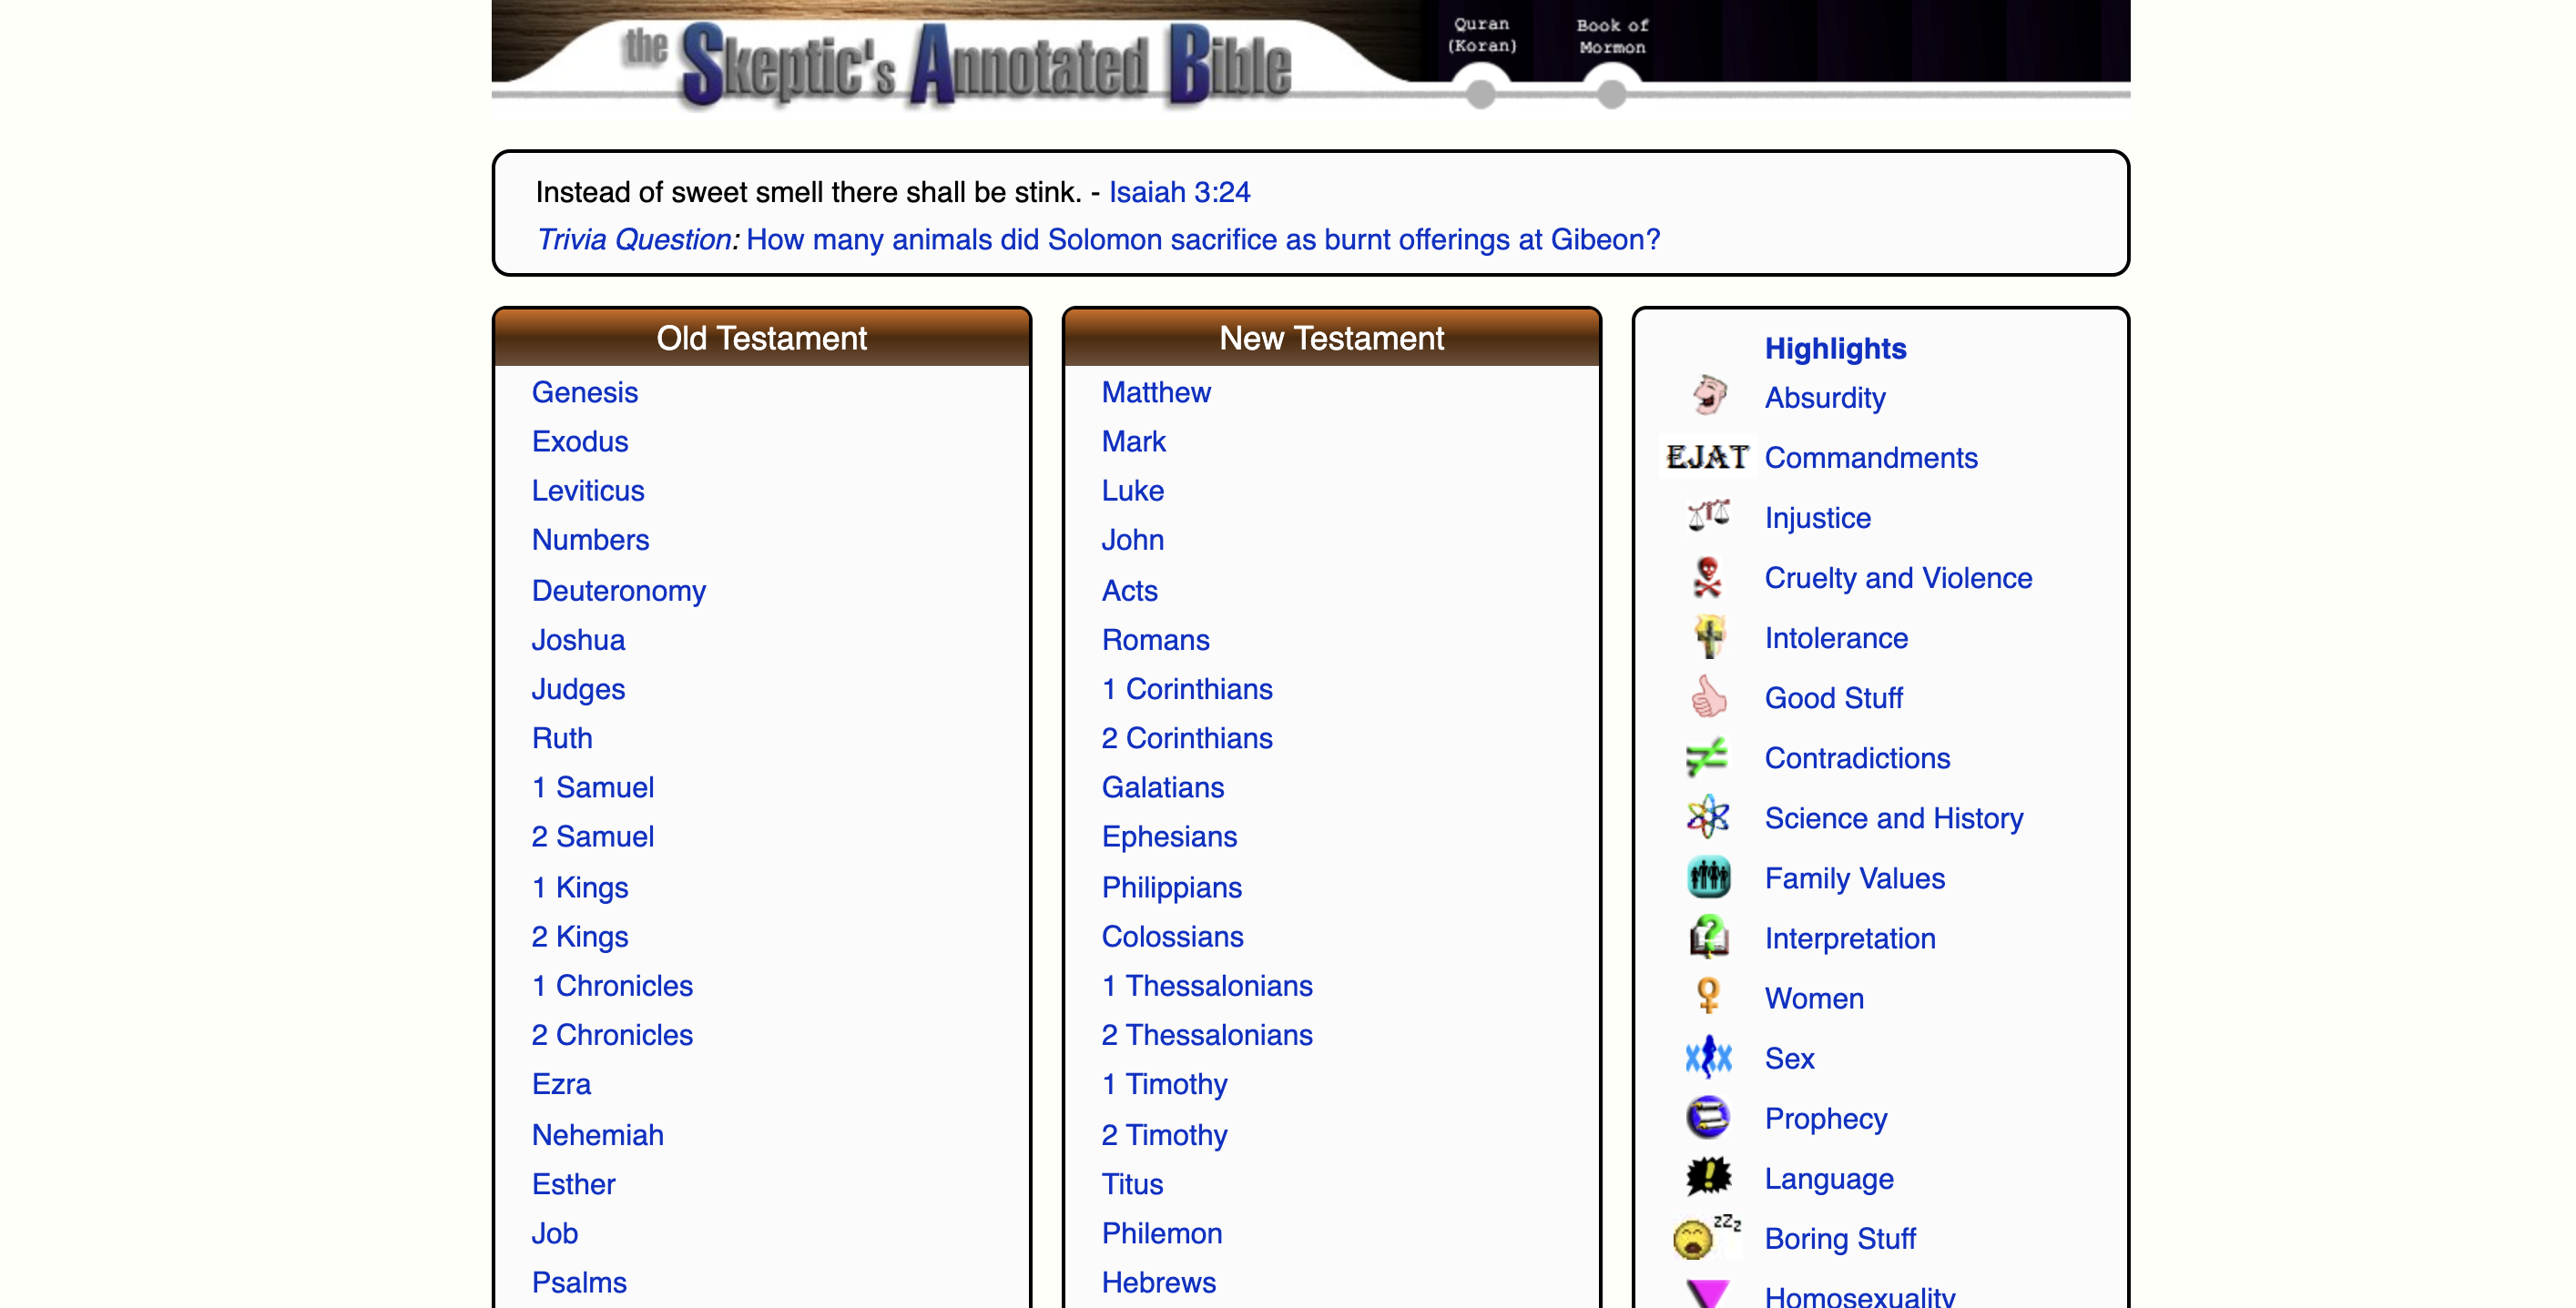 the Skeptic's Annotated Bible
Quran
(Koran)
Book of
Mormon
Instead of sweet smell there shall be stink. - Isaiah 3:24
Trivia Question: How many animals did Solomon sacrifice as burnt offerings at Gibeon?
Old Testament
Genesis
Exodus
Leviticus
Numbers
Deuteronomy
Joshua
Judges
Ruth
1 Samuel
2 Samuel
1 Kings
2 Kings
1 Chronicles
2 Chronicles
Ezra
Nehemiah
Esther
Job
Psalms
New Testament
Matthew
Mark
Luke
John
Acts
Romans
1 Corinthians
2 Corinthians
Galatians
Ephesians
Philippians
Colossians
1 Thessalonians
2 Thessalonians
1 Timothy
2 Timothy
Titus
Philemon
Hebrews
Highlights
Absurdity
EJAT Commandments
Injustice
Cruelty and Violence
Intolerance
Good Stuff
Contradictions
Science and History
Family Values
Interpretation
Women
XX Sex
Prophecy
! Language
zZz Boring Stuff
Homosexuality